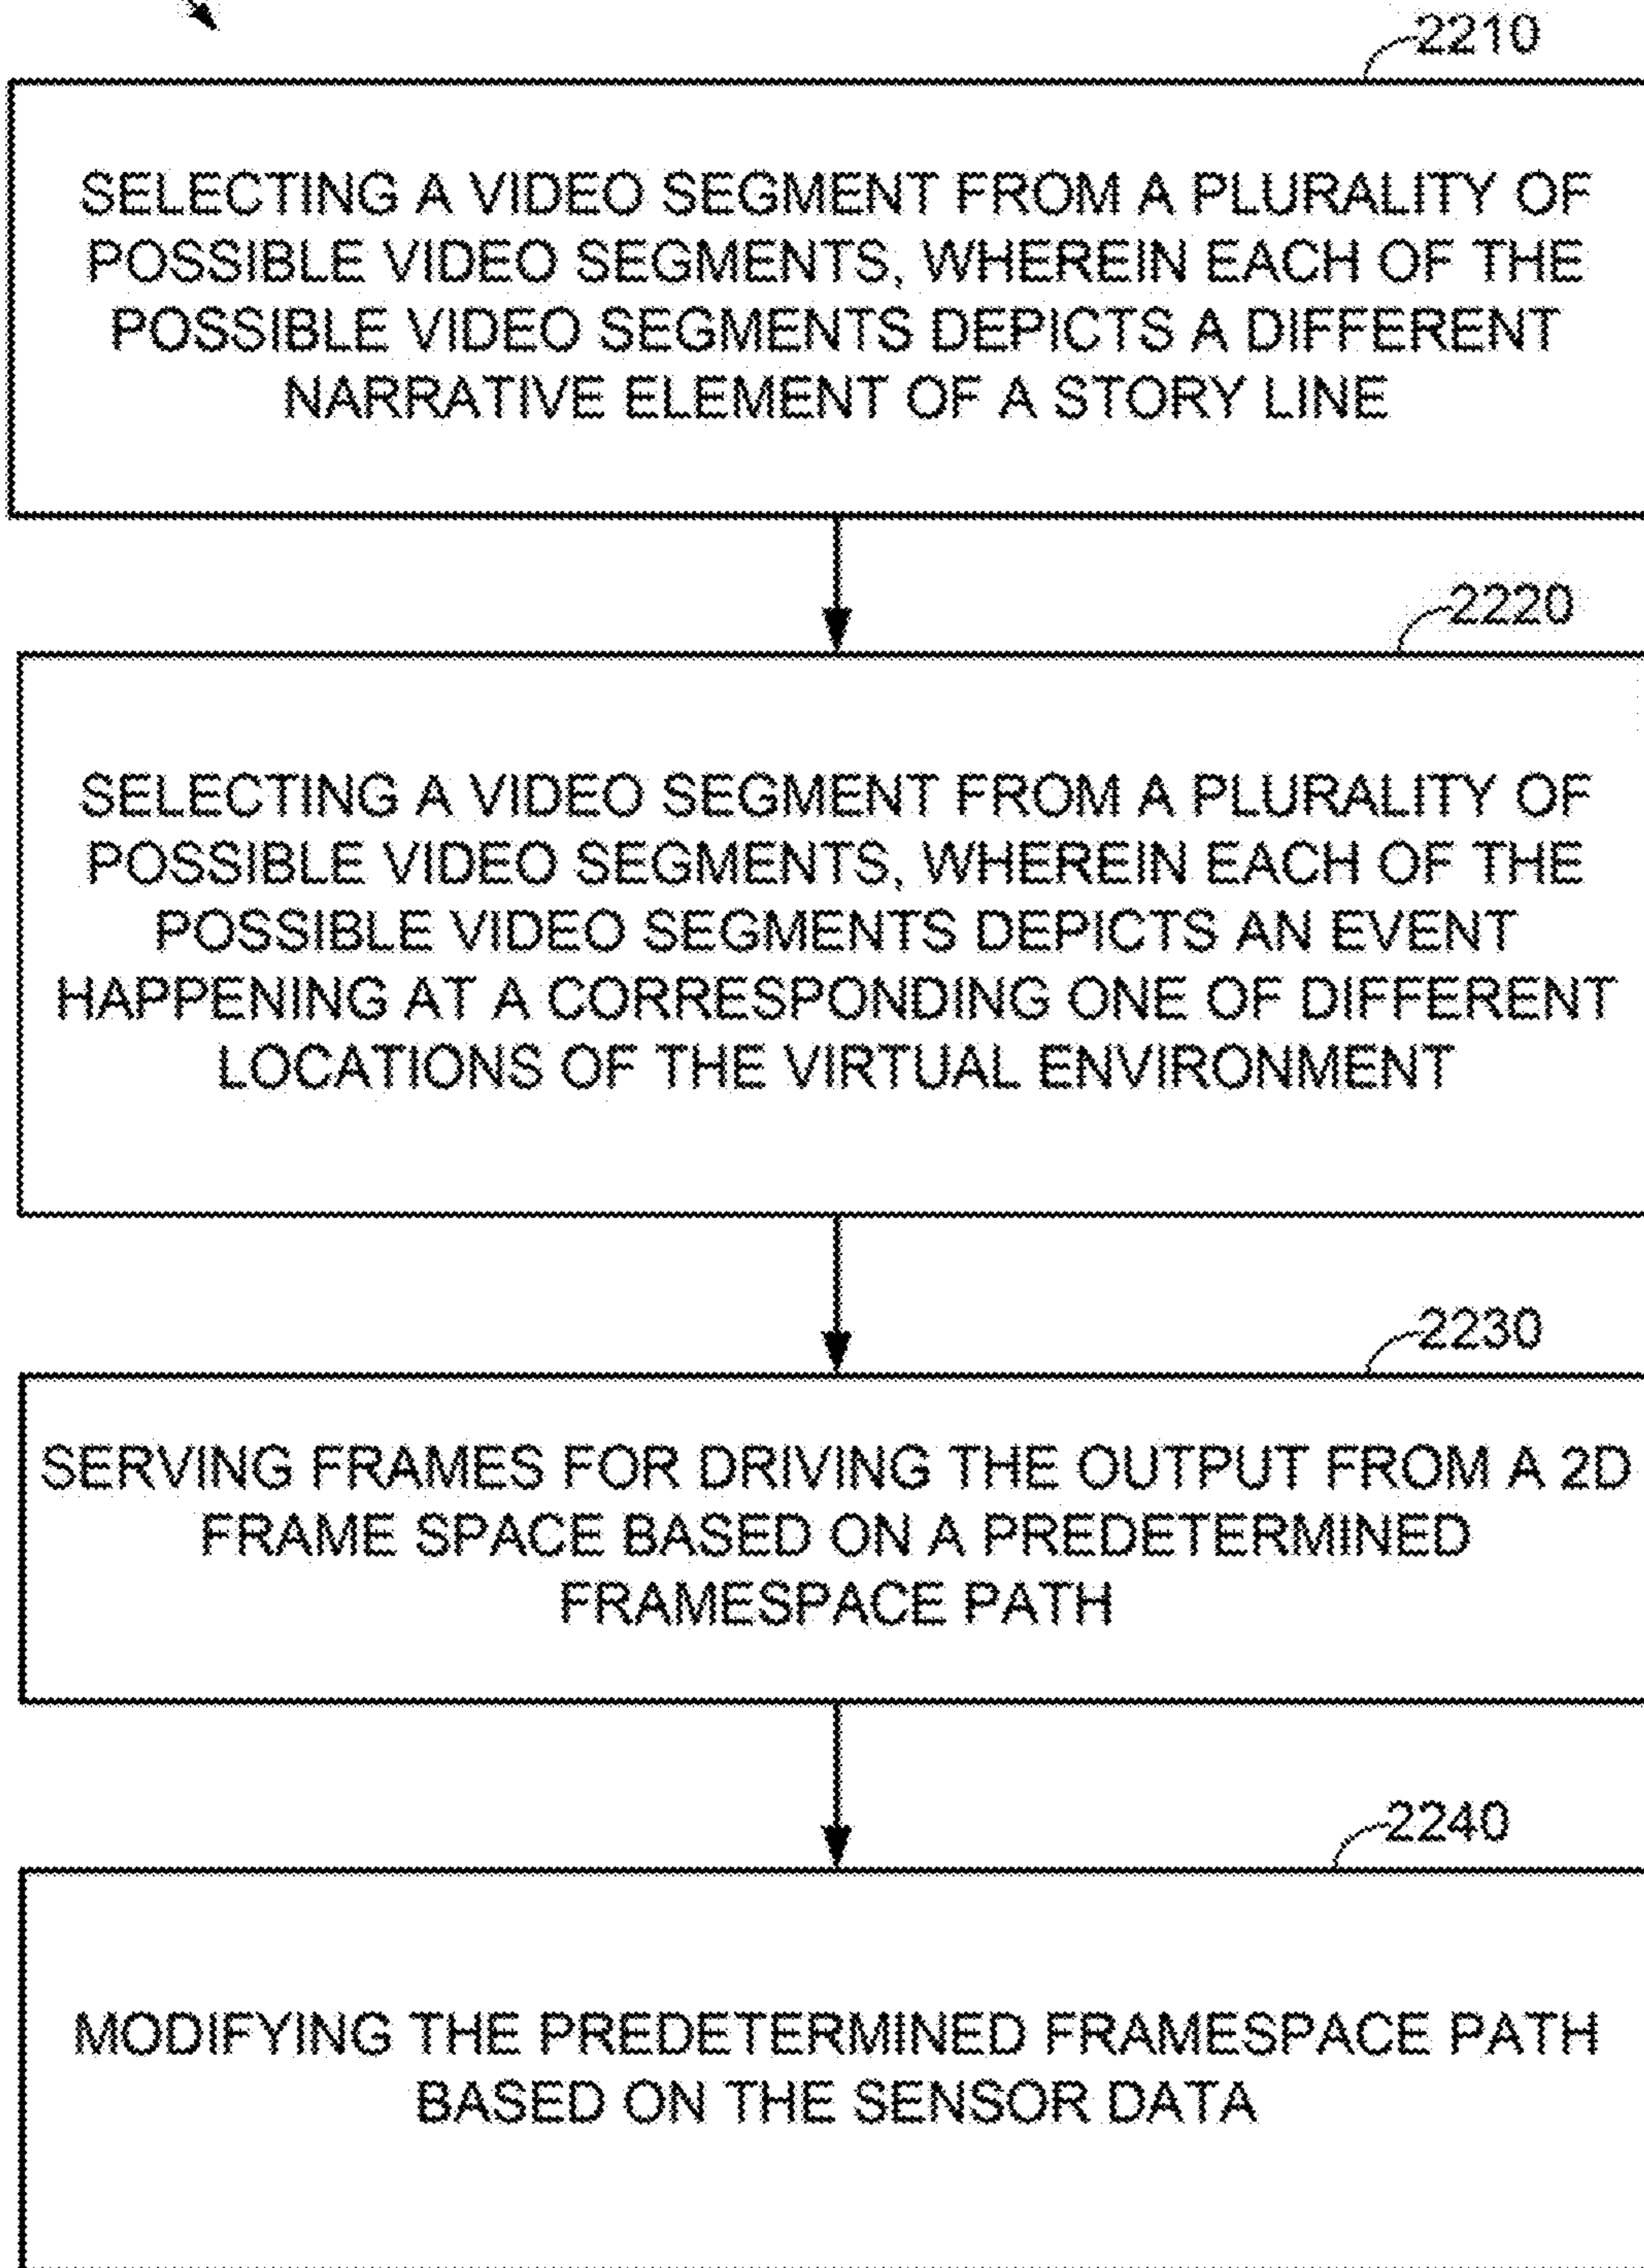 2210
SELECTING A VIDEO SEGMENT FROM A PLURALITY OF
POSSIBLE VIDEO SEGMENTS, WHEREIN EACH OF THE
POSSIBLE VIDEO SEGMENTS DEPICTS A DIFFERENT
NARRATIVE ELEMENT OF A STORY LINE
2220
SELECTING A VIDEO SEGMENT FROM A PLURALITY OF
POSSIBLE VIDEO SEGMENTS, WHEREIN EACH OF THE
POSSIBLE VIDEO SEGMENTS DEPICTS AN EVENT
HAPPENING AT A CORRESPONDING ONE OF DIFFERENT
LOCATIONS OF THE VIRTUAL ENVIRONMENT
2230
SERVING FRAMES FOR DRIVING THE OUTPUT FROM A 2D
FRAME SPACE BASED ON A PREDETERMINED
FRAMESPACE PATH
2240
MODIFYING THE PREDETERMINED FRAMESPACE PATH
BASED ON THE SENSOR DATA